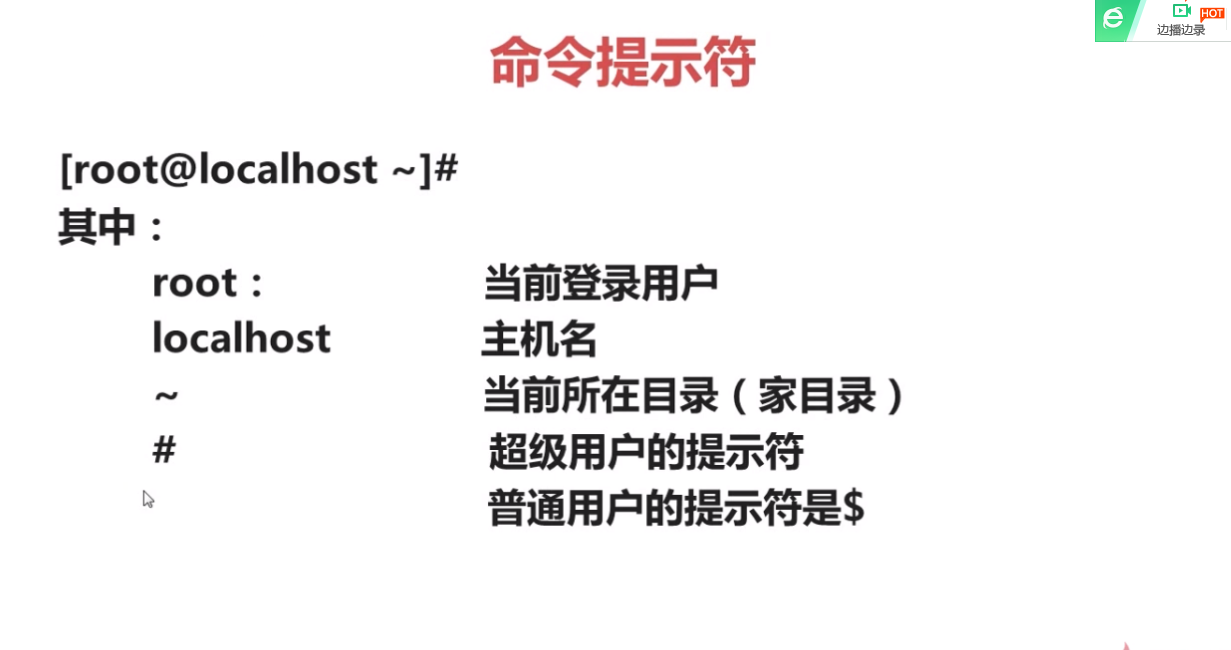 HOT
边播边录
命令提示符
[root@localhost ~]#
其中：
root： 当前登录用户
localhost 主机名
~ 当前所在目录（家目录）
# 超级用户的提示符
普通用户的提示符是$